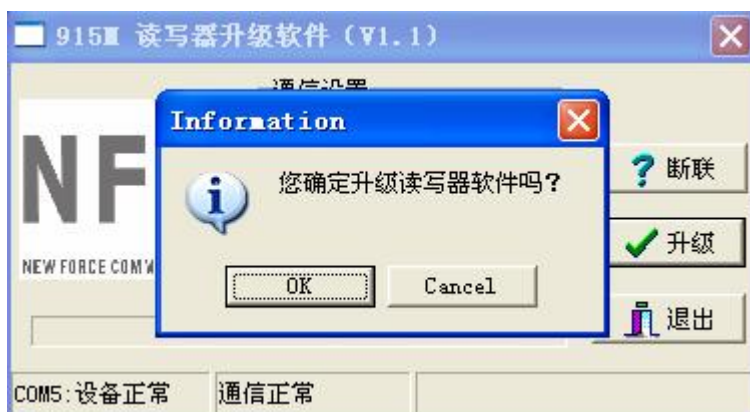 915M 读写器升级软件（V1.1）
通信设置
Information
NF
您确定升级读写器软件吗?
断联
升级
NEW FORCE COM
OK
Cancel
退出
COM5:设备正常
通信正常